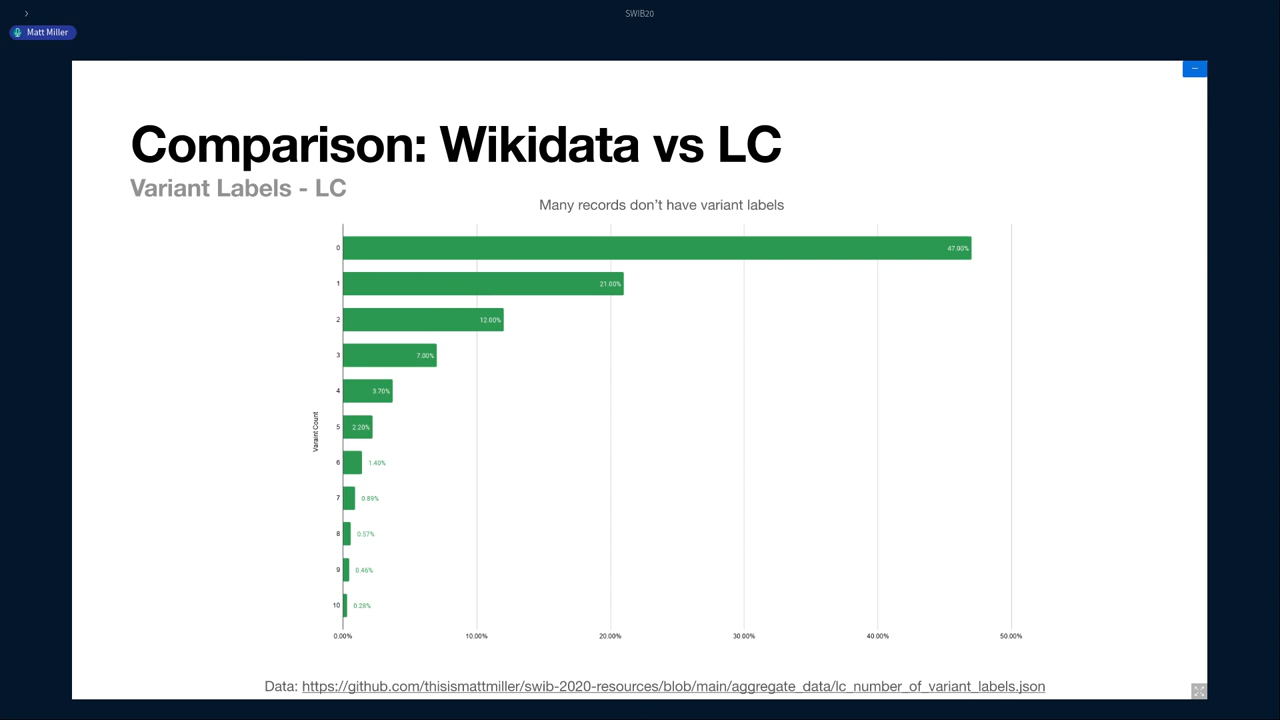 SWIB20
Matt Miller
Comparison: Wikidata vs LC
Variant Labels - LC
Many records don't have variant labels
0 47.00%
1 21.00%
2 12.00%
3 7.00%
4 3.70%
5 2.20%
6 1.40%
7 0.89%
8 0.57%
9 0.46%
10 0.28%
Varaint Count
0.00% 10.00% 20.00% 30.00% 40.00% 50.00%
Data: https://github.com/thisismattmiller/swib-2020-resources/blob/main/aggregate_data/lc_number_of_variant_labels.json